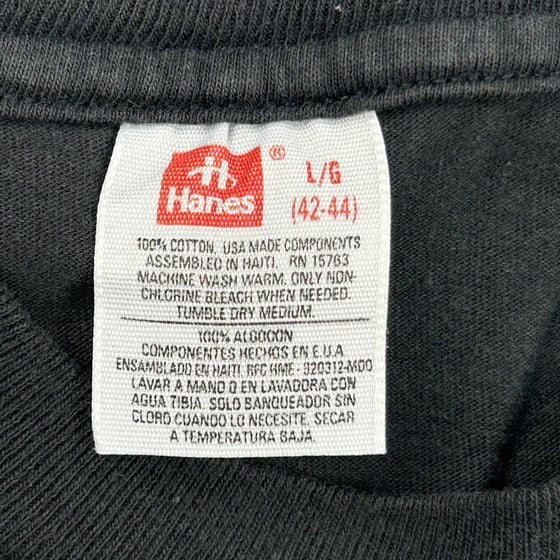 H
Hanes ®
L/G
(42-44)
100% COTTON. USA MADE COMPONENTS
ASSEMBLED IN HAITI. RN 15763
MACHINE WASH WARM. ONLY NON-
CHLORINE BLEACH WHEN NEEDED.
TUMBLE DRY MEDIUM.
100% ALGODON
COMPONENTES HECHOS EN E.U.A
ENSAMBLADO EN HAITI. RFC HME - 920312-MD0
LAVAR A MANO O EN LAVADORA CON
AGUA TIBIA. SOLO BANQUEADOR SIN
CLORO CUANDO LO NECESITE. SECAR
A TEMPERATURA BAJA.